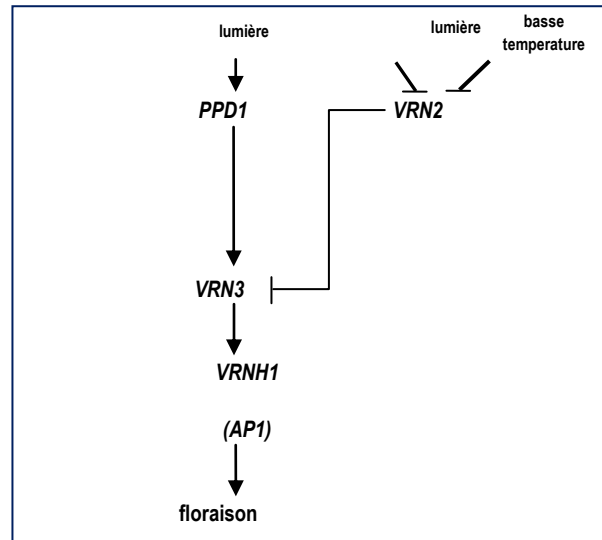 lumière
lumière
basse
temperature
PPD1
VRN2
VRN3
VRNH1
(AP1)
floraison